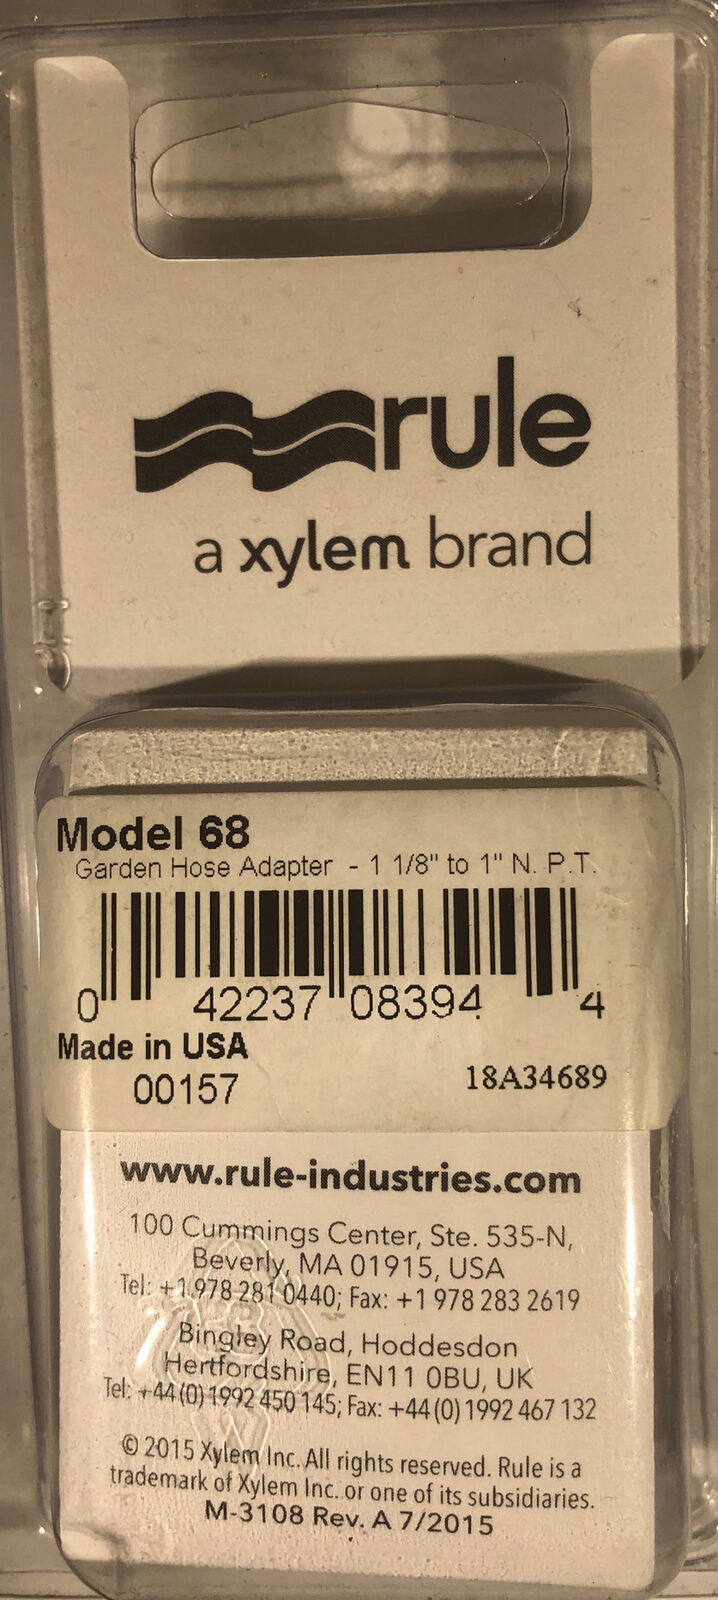 rule
a xylem brand
Model 68
Garden Hose Adapter - 1 1/8" to 1" N. P.T.
0 42237 08394 4
Made in USA
00157 18A34689
www.rule-industries.com
100 Cummings Center, Ste. 535-N,
Beverly, MA 01915, USA
Tel: +1 978 281 0440; Fax: +1 978 283 2619
Bingley Road, Hoddesdon
Hertfordshire, EN11 0BU, UK
Tel: +44 (0) 1992 450 145; Fax: +44 (0) 1992 467 132
© 2015 Xylem Inc. All rights reserved. Rule is a
trademark of Xylem Inc. or one of its subsidiaries.
M-3108 Rev. A 7/2015